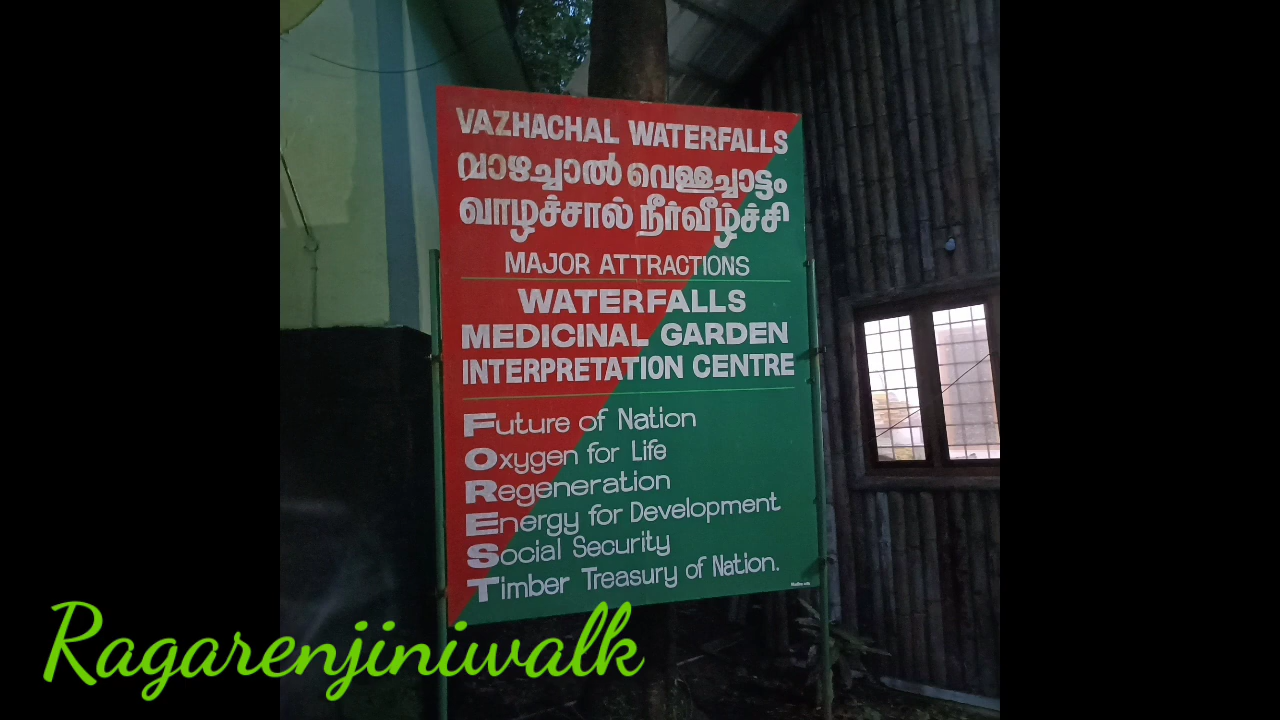 VAZHACHAL WATERFALLS
വാഴച്ചാൽ വെള്ളച്ചാട്ടം
வாழச்சால் நீர்வீழ்ச்சி
MAJOR ATTRACTIONS
WATERFALLS
MEDICINAL GARDEN
INTERPRETATION CENTRE
Future of Nation
Oxygen for Life
Regeneration
Energy for Development
Social Security
Timber Treasury of Nation.
Ragarenjiniwalk